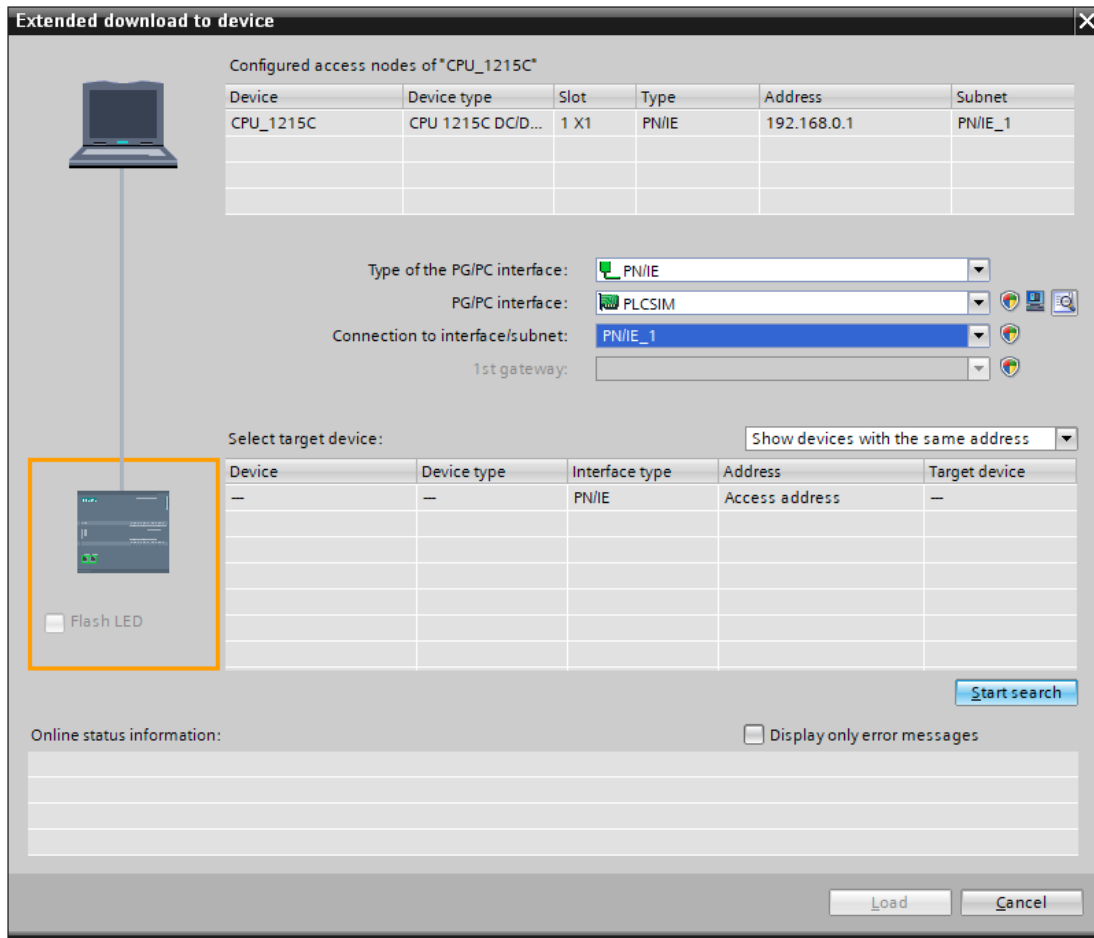 Extended download to device
Configured access nodes of "CPU_1215C"
Device Device type Slot Type Address Subnet
CPU_1215C CPU 1215C DC/D... 1 X1 PN/IE 192.168.0.1 PN/IE_1
Type of the PG/PC interface: PN/IE
PG/PC interface: PLCSIM
Connection to interface/subnet: PN/IE_1
1st gateway:
Select target device: Show devices with the same address
Device Device type Interface type Address Target device
— — PN/IE Access address —
Flash LED
Start search
Online status information: Display only error messages
Load Cancel